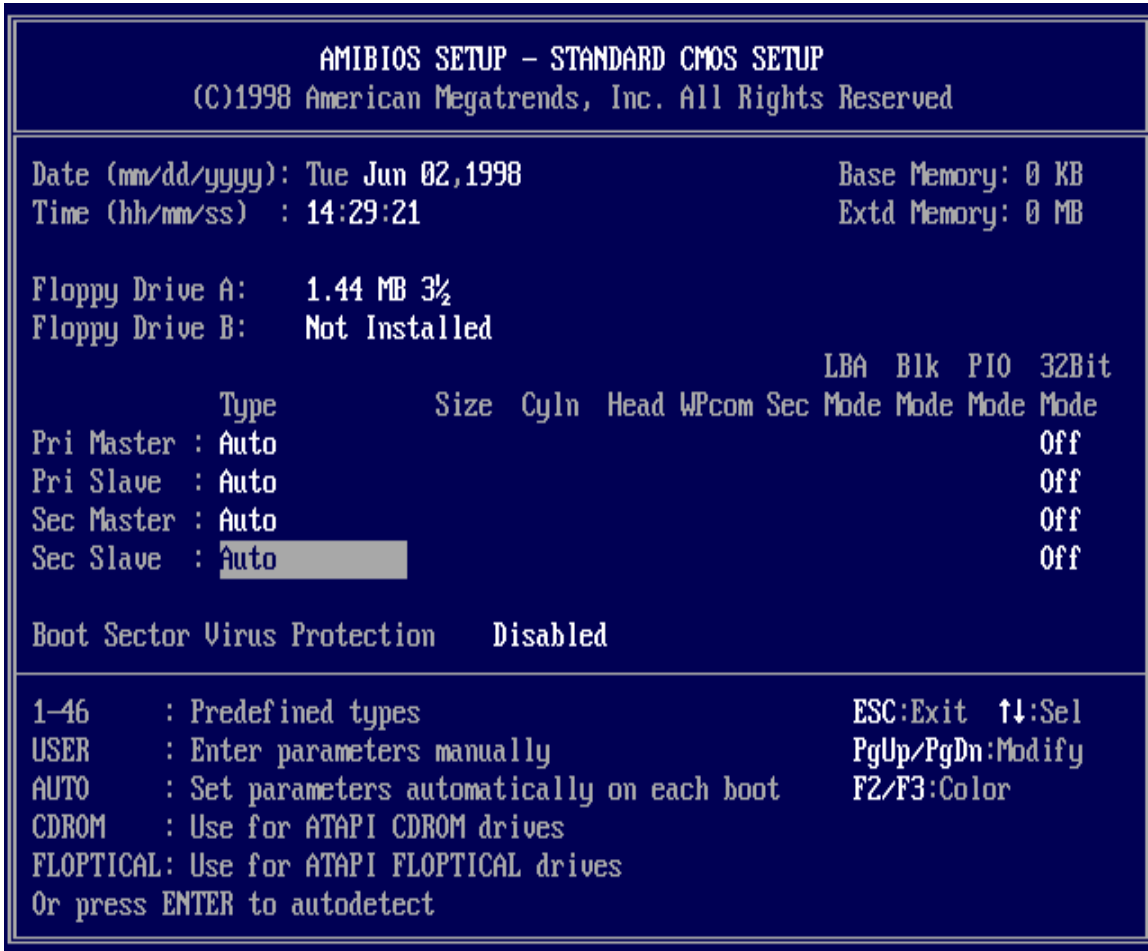 AMIBIOS SETUP – STANDARD CMOS SETUP
(C)1998 American Megatrends, Inc. All Rights Reserved
Date (mm/dd/yyyy): Tue Jun 02,1998 Base Memory: 0 KB
Time (hh/mm/ss) : 14:29:21 Extd Memory: 0 MB
Floppy Drive A: 1.44 MB 3½
Floppy Drive B: Not Installed
LBA Blk PIO 32Bit
Type Size Cyln Head WPcom Sec Mode Mode Mode Mode
Pri Master : Auto Off
Pri Slave : Auto Off
Sec Master : Auto Off
Sec Slave : Auto Off
Boot Sector Virus Protection Disabled
1–46 : Predefined types ESC:Exit ↑↓:Sel
USER : Enter parameters manually PgUp/PgDn:Modify
AUTO : Set parameters automatically on each boot F2/F3:Color
CDROM : Use for ATAPI CDROM drives
FLOPTICAL: Use for ATAPI FLOPTICAL drives
Or press ENTER to autodetect